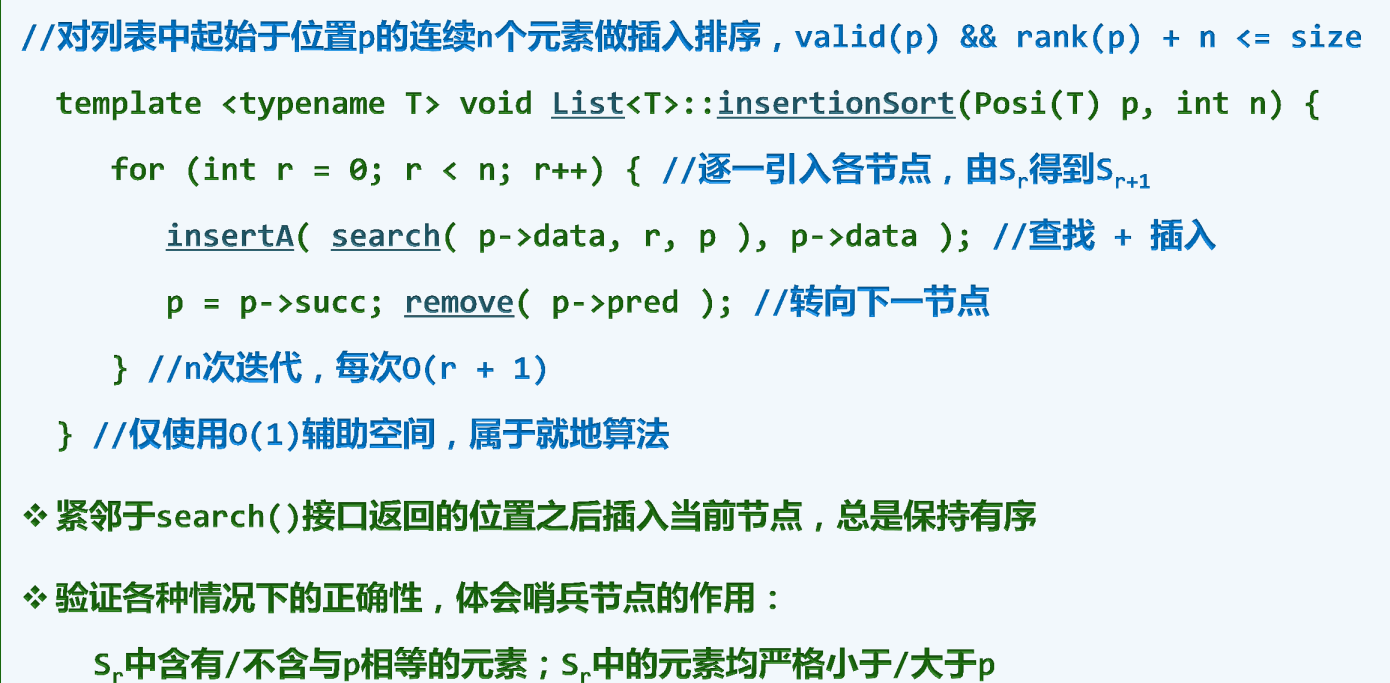 //对列表中起始于位置p的连续n个元素做插入排序，valid(p) && rank(p) + n <= size
template <typename T> void List<T>::insertionSort(Posi(T) p, int n) {
for (int r = 0; r < n; r++) { //逐一引入各节点，由Sr得到Sr+1
insertA( search( p->data, r, p ), p->data ); //查找 + 插入
p = p->succ; remove( p->pred ); //转向下一节点
} //n次迭代，每次O(r + 1)
} //仅使用O(1)辅助空间，属于就地算法
❖ 紧邻于search()接口返回的位置之后插入当前节点，总是保持有序
❖ 验证各种情况下的正确性，体会哨兵节点的作用：
Sr中含有/不含与p相等的元素；Sr中的元素均严格小于/大于p